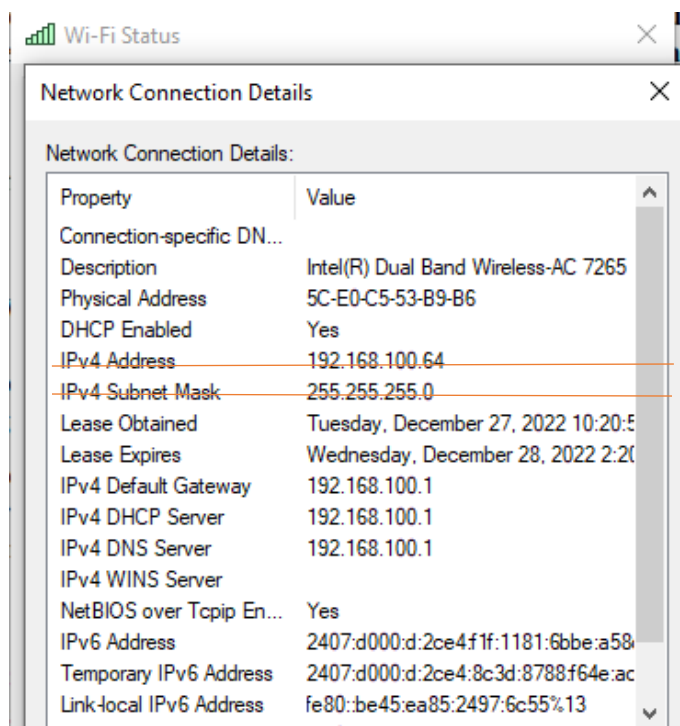 Wi-Fi Status
Network Connection Details
Network Connection Details:
Property Value
Connection-specific DN...
Description Intel(R) Dual Band Wireless-AC 7265
Physical Address 5C-E0-C5-53-B9-B6
DHCP Enabled Yes
IPv4 Address 192.168.100.64
IPv4 Subnet Mask 255.255.255.0
Lease Obtained Tuesday, December 27, 2022 10:20:5
Lease Expires Wednesday, December 28, 2022 2:20
IPv4 Default Gateway 192.168.100.1
IPv4 DHCP Server 192.168.100.1
IPv4 DNS Server 192.168.100.1
IPv4 WINS Server
NetBIOS over Tcpip En... Yes
IPv6 Address 2407:d000:d:2ce4:f1f:1181:6bbe:a58
Temporary IPv6 Address 2407:d000:d:2ce4:8c3d:8788:f64e:ac
Link-local IPv6 Address fe80::be45:ea85:2497:6c55%13